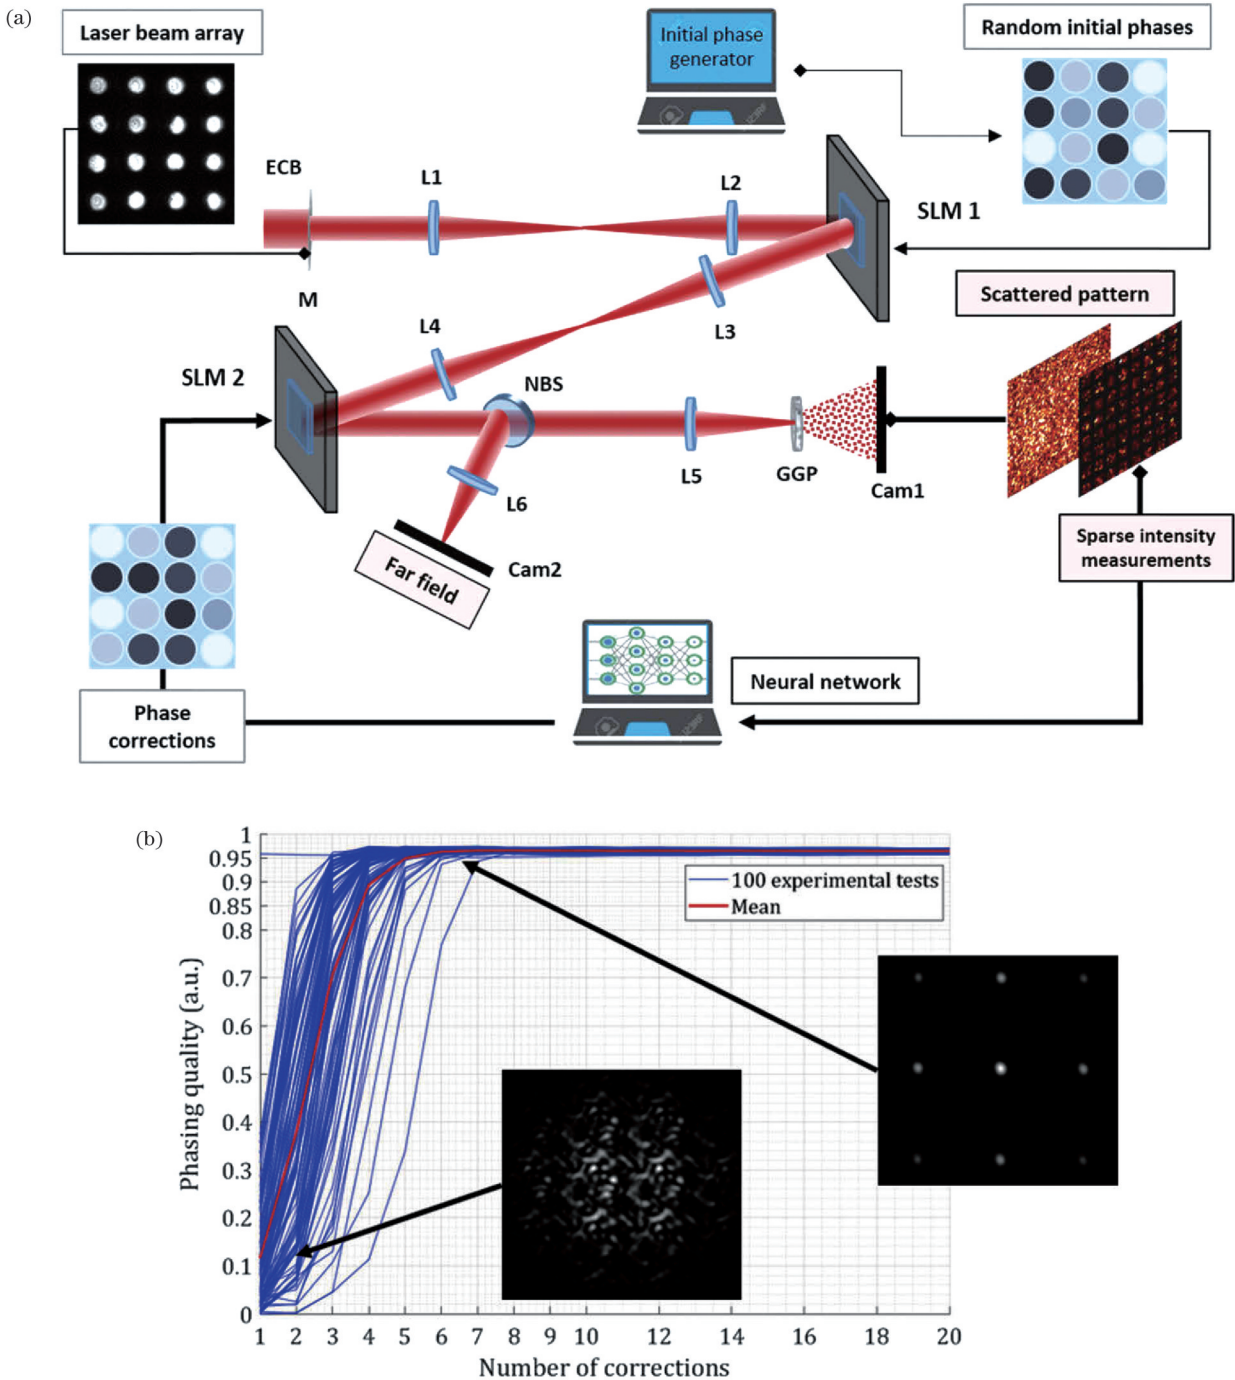 (a)
Laser beam array
Initial phase
generator
Random initial phases
ECB
L1
L2
SLM 1
M
L3
Scattered pattern
L4
SLM 2
NBS
L5
GGP
Cam1
L6
Cam2
Far field
Sparse intensity
measurements
Neural network
Phase
corrections
123RF
123RF
(b)
1
0.95
0.9
0.85
0.8
0.7
0.6
0.5
0.4
0.3
0.2
0.1
0
Phasing quality (a.u.)
100 experimental tests
Mean
1 2 3 4 5 6 7 8 9 10 12 14 16 18 20
Number of corrections